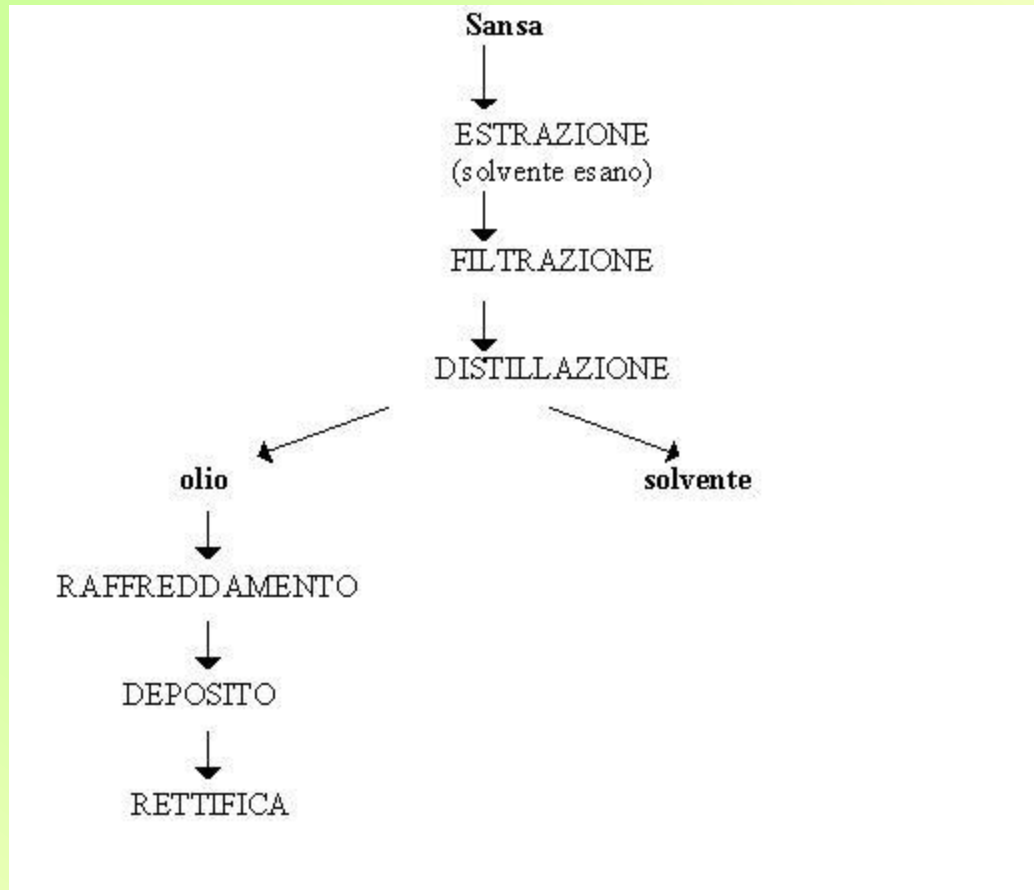 Sansa
ESTRAZIONE
(solvente esano)
FILTRAZIONE
DISTILLAZIONE
olio
solvente
RAFFREDDAMENTO
DEPOSITO
RETTIFICA